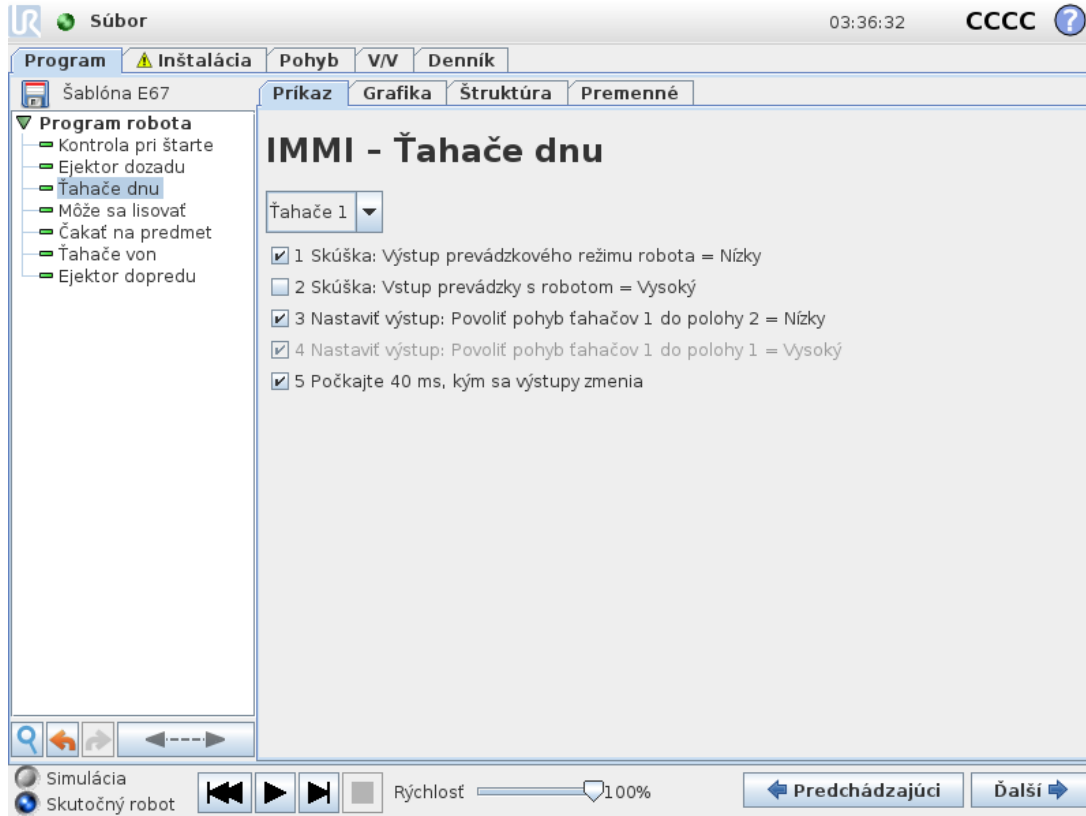 UR Súbor 03:36:32 CCCC ?
Program Inštalácia Pohyb V/V Denník
Šablóna E67
Príkaz Grafika Štruktúra Premenné
Program robota
Kontrola pri štarte
Ejektor dozadu
Ťahače dnu
Môže sa lisovať
Čakať na predmet
Ťahače von
Ejektor dopredu
IMMI – Ťahače dnu
Ťahače 1
1 Skúška: Výstup prevádzkového režimu robota = Nízky
2 Skúška: Vstup prevádzky s robotom = Vysoký
3 Nastaviť výstup: Povoliť pohyb ťahačov 1 do polohy 2 = Nízky
4 Nastaviť výstup: Povoliť pohyb ťahačov 1 do polohy 1 = Vysoký
5 Počkajte 40 ms, kým sa výstupy zmenia
Simulácia
Skutočný robot
Rýchlosť 100%
Predchádzajúci
Ďalší